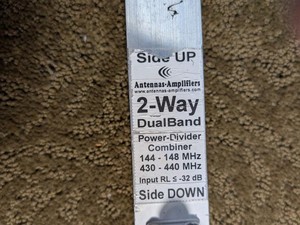 Side UP
Antennas-Amplifiers
www.antennas-amplifiers.com
2-Way
DualBand
Power-Divider
Combiner
144 - 148 MHz
430 - 440 MHz
Input RL ≤ -32 dB
Side DOWN